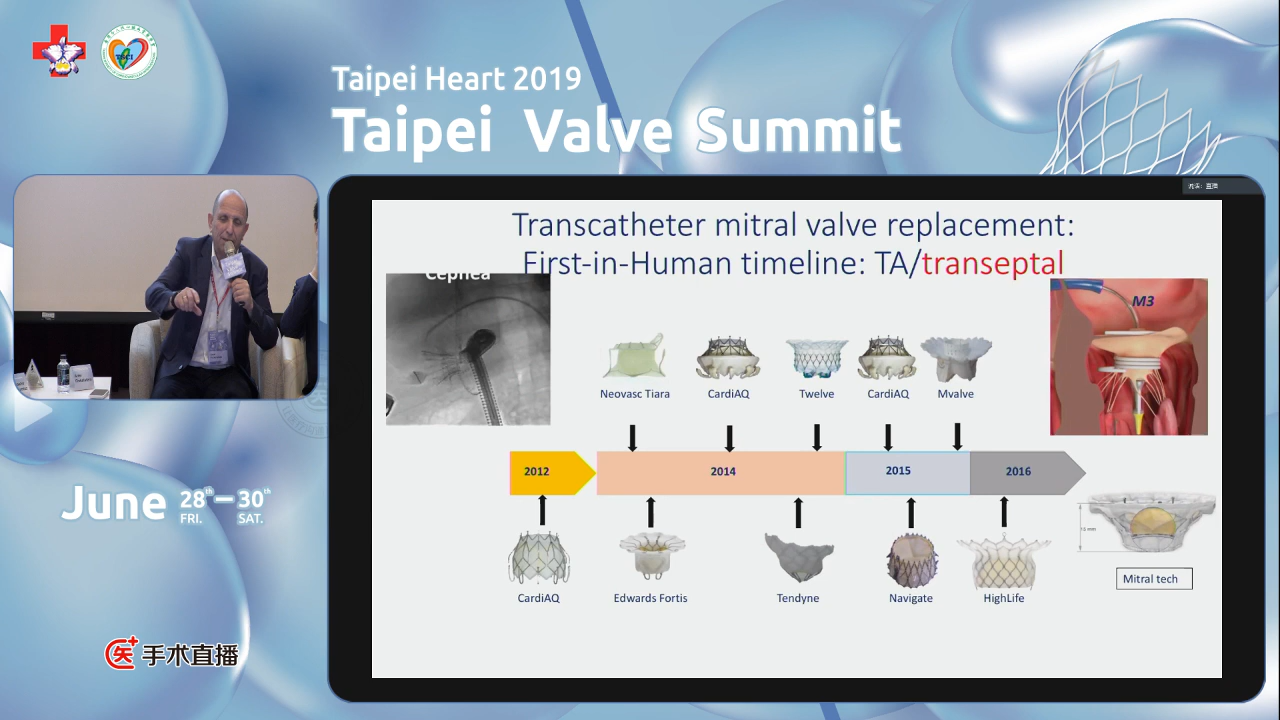 Taipei Heart 2019
Taipei Valve Summit
June 28th – 30th
FRI. SAT.
医 手术直播
Transcatheter mitral valve replacement:
First-in-Human timeline: TA/transeptal
Cephea
M3
Neovasc Tiara
CardiAQ
Twelve
CardiAQ
Mvalve
2012
2014
2015
2016
CardiAQ
Edwards Fortis
Tendyne
Navigate
HighLife
Mitral tech